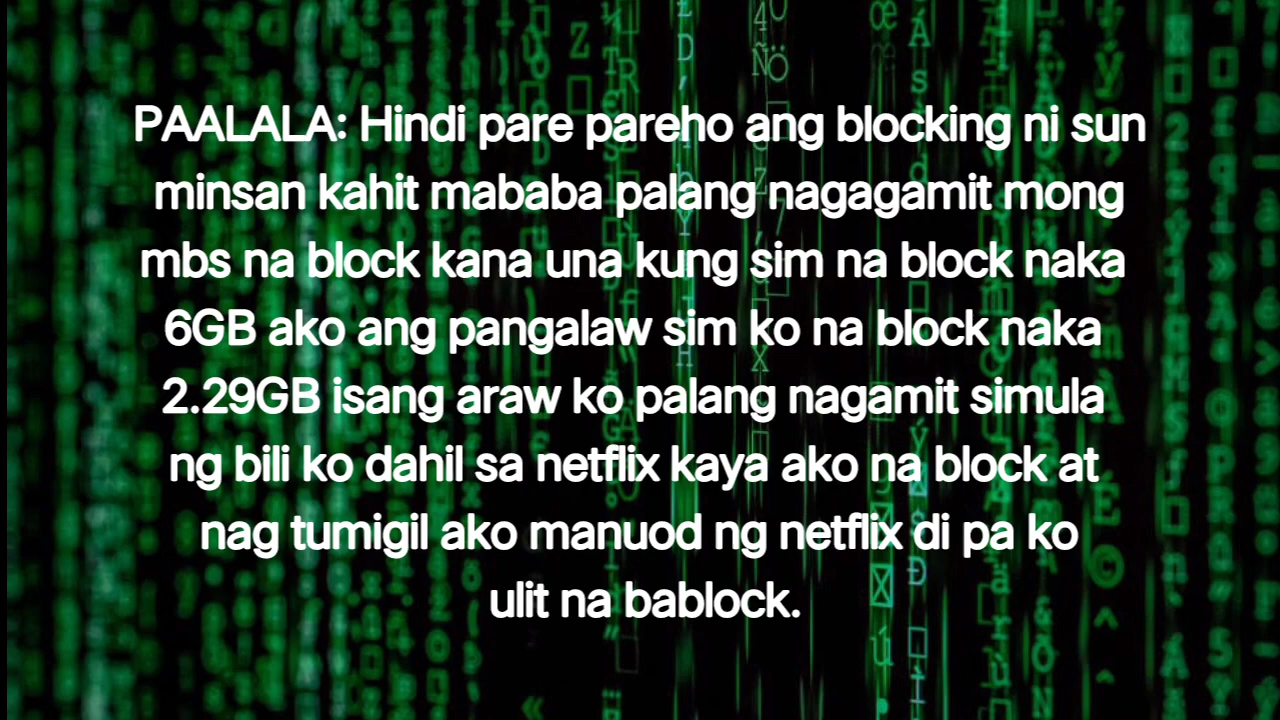 PAALALA: Hindi pare pareho ang blocking ni sun
minsan kahit mababa palang nagagamit mong
mbs na block kana una kung sim na block naka
6GB ako ang pangalaw sim ko na block naka
2.29GB isang araw ko palang nagamit simula
ng bili ko dahil sa netflix kaya ako na block at
nag tumigil ako manuod ng netflix di pa ko
ulit na bablock.